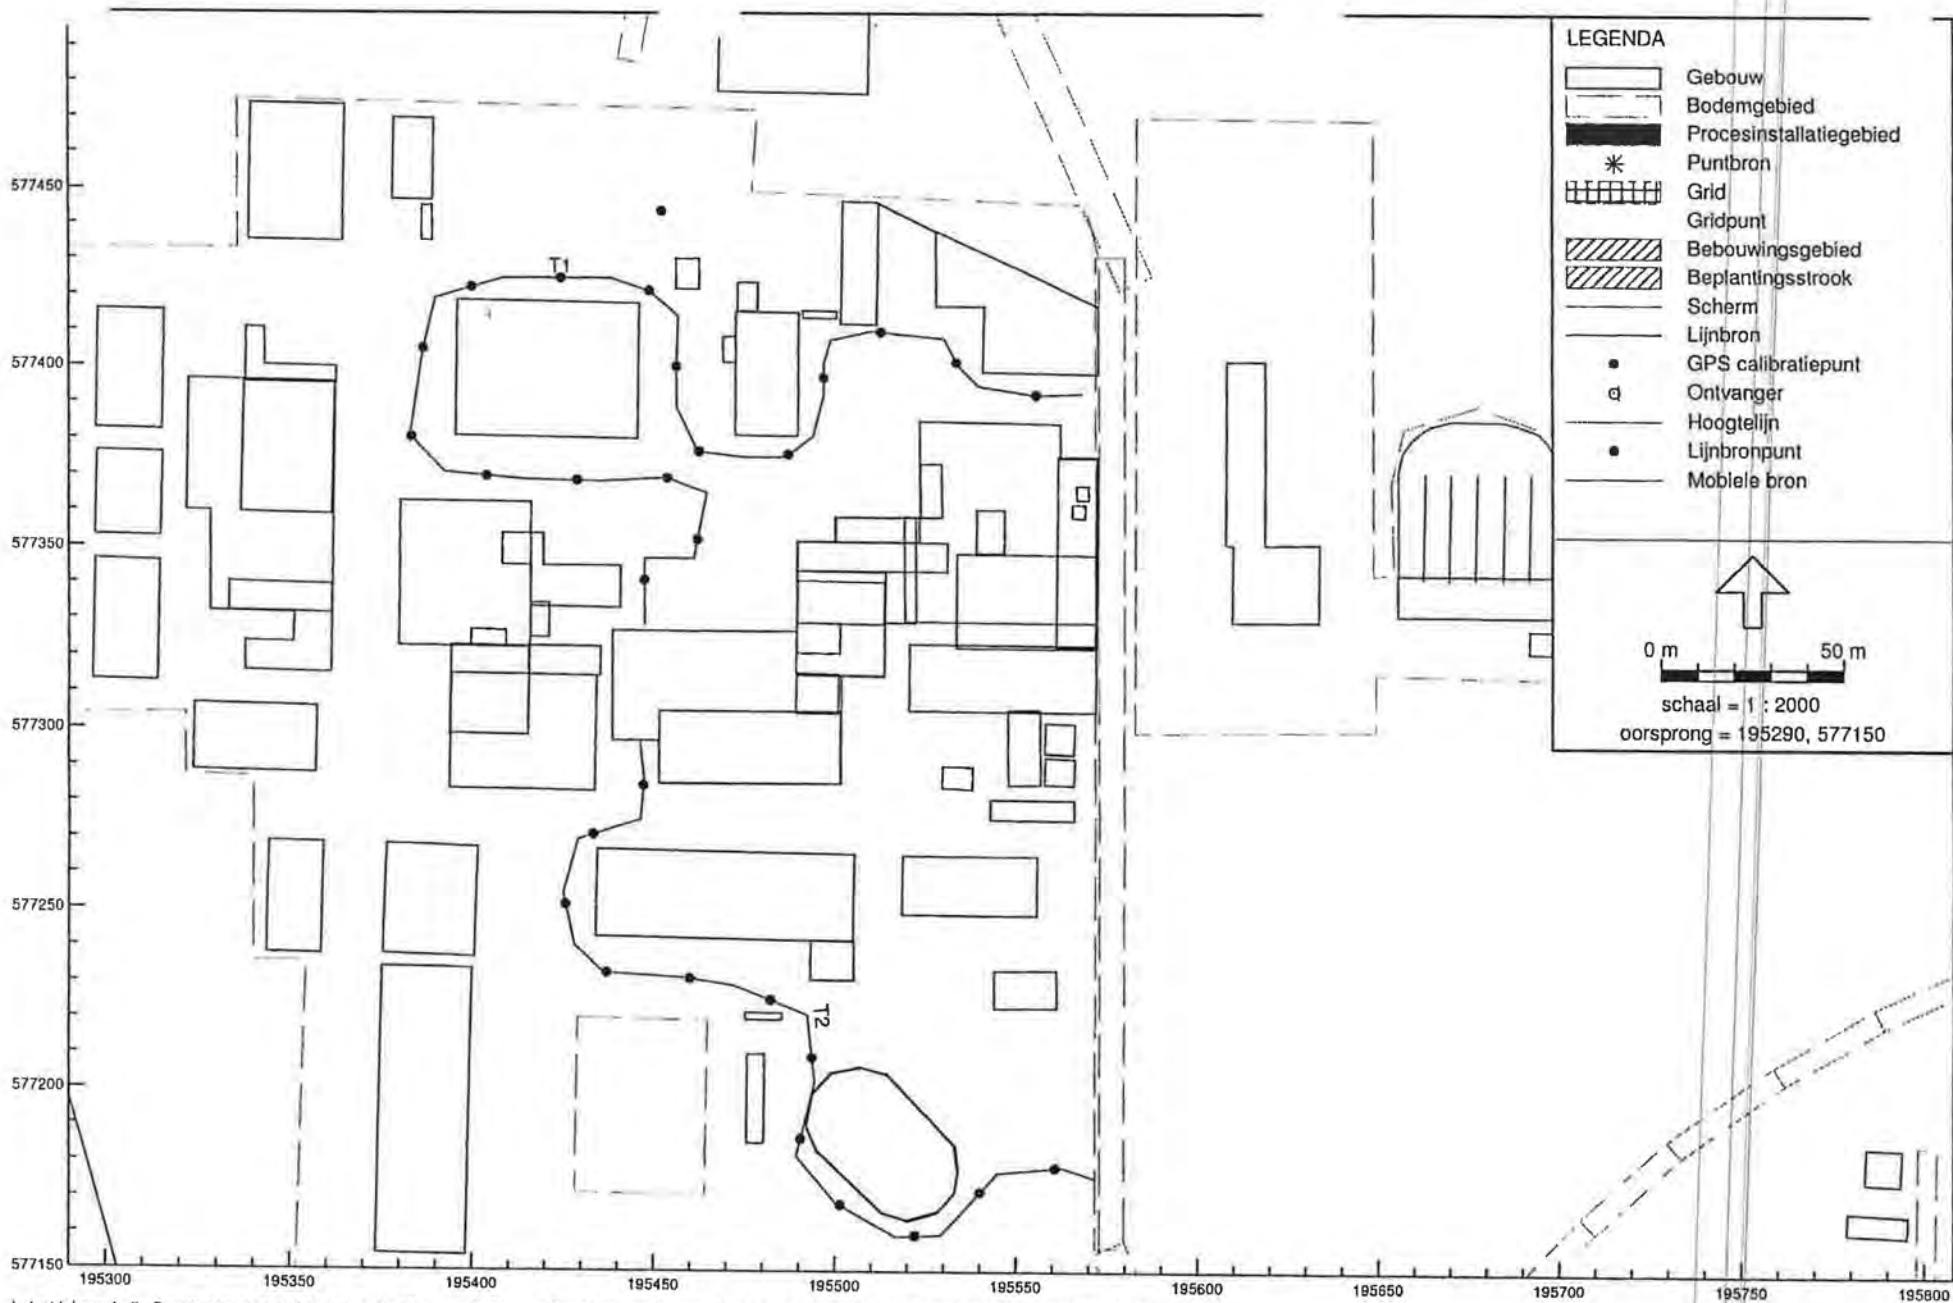 LEGENDA
Gebouw
Bodemgebied
Procesinstallatiegebied
Puntbron
Grid
Gridpunt
Bebouwingsgebied
Beplantingsstrook
Scherm
Lijnbron
GPS calibratiepunt
Ontvanger
Hoogtelijn
Lijnbronpunt
Mobiele bron
0 m 50 m
schaal = 1 : 2000
oorsprong = 195290, 577150
577450
577400
577350
577300
577250
577200
577150
T1
T2
195300 195350 195400 195450 195500 195550 195600 195650 195700 195750 195800